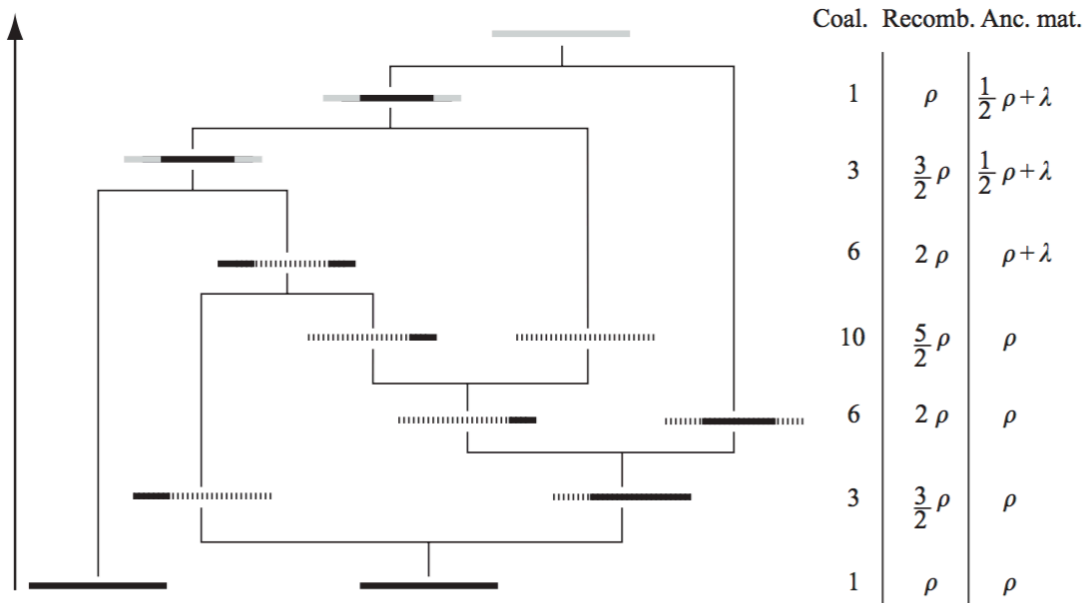 Coal. Recomb. Anc. mat.
1 ρ 1/2 ρ + λ
3 3/2 ρ 1/2 ρ + λ
6 2 ρ ρ + λ
10 5/2 ρ ρ
6 2 ρ ρ
3 3/2 ρ ρ
1 ρ ρ